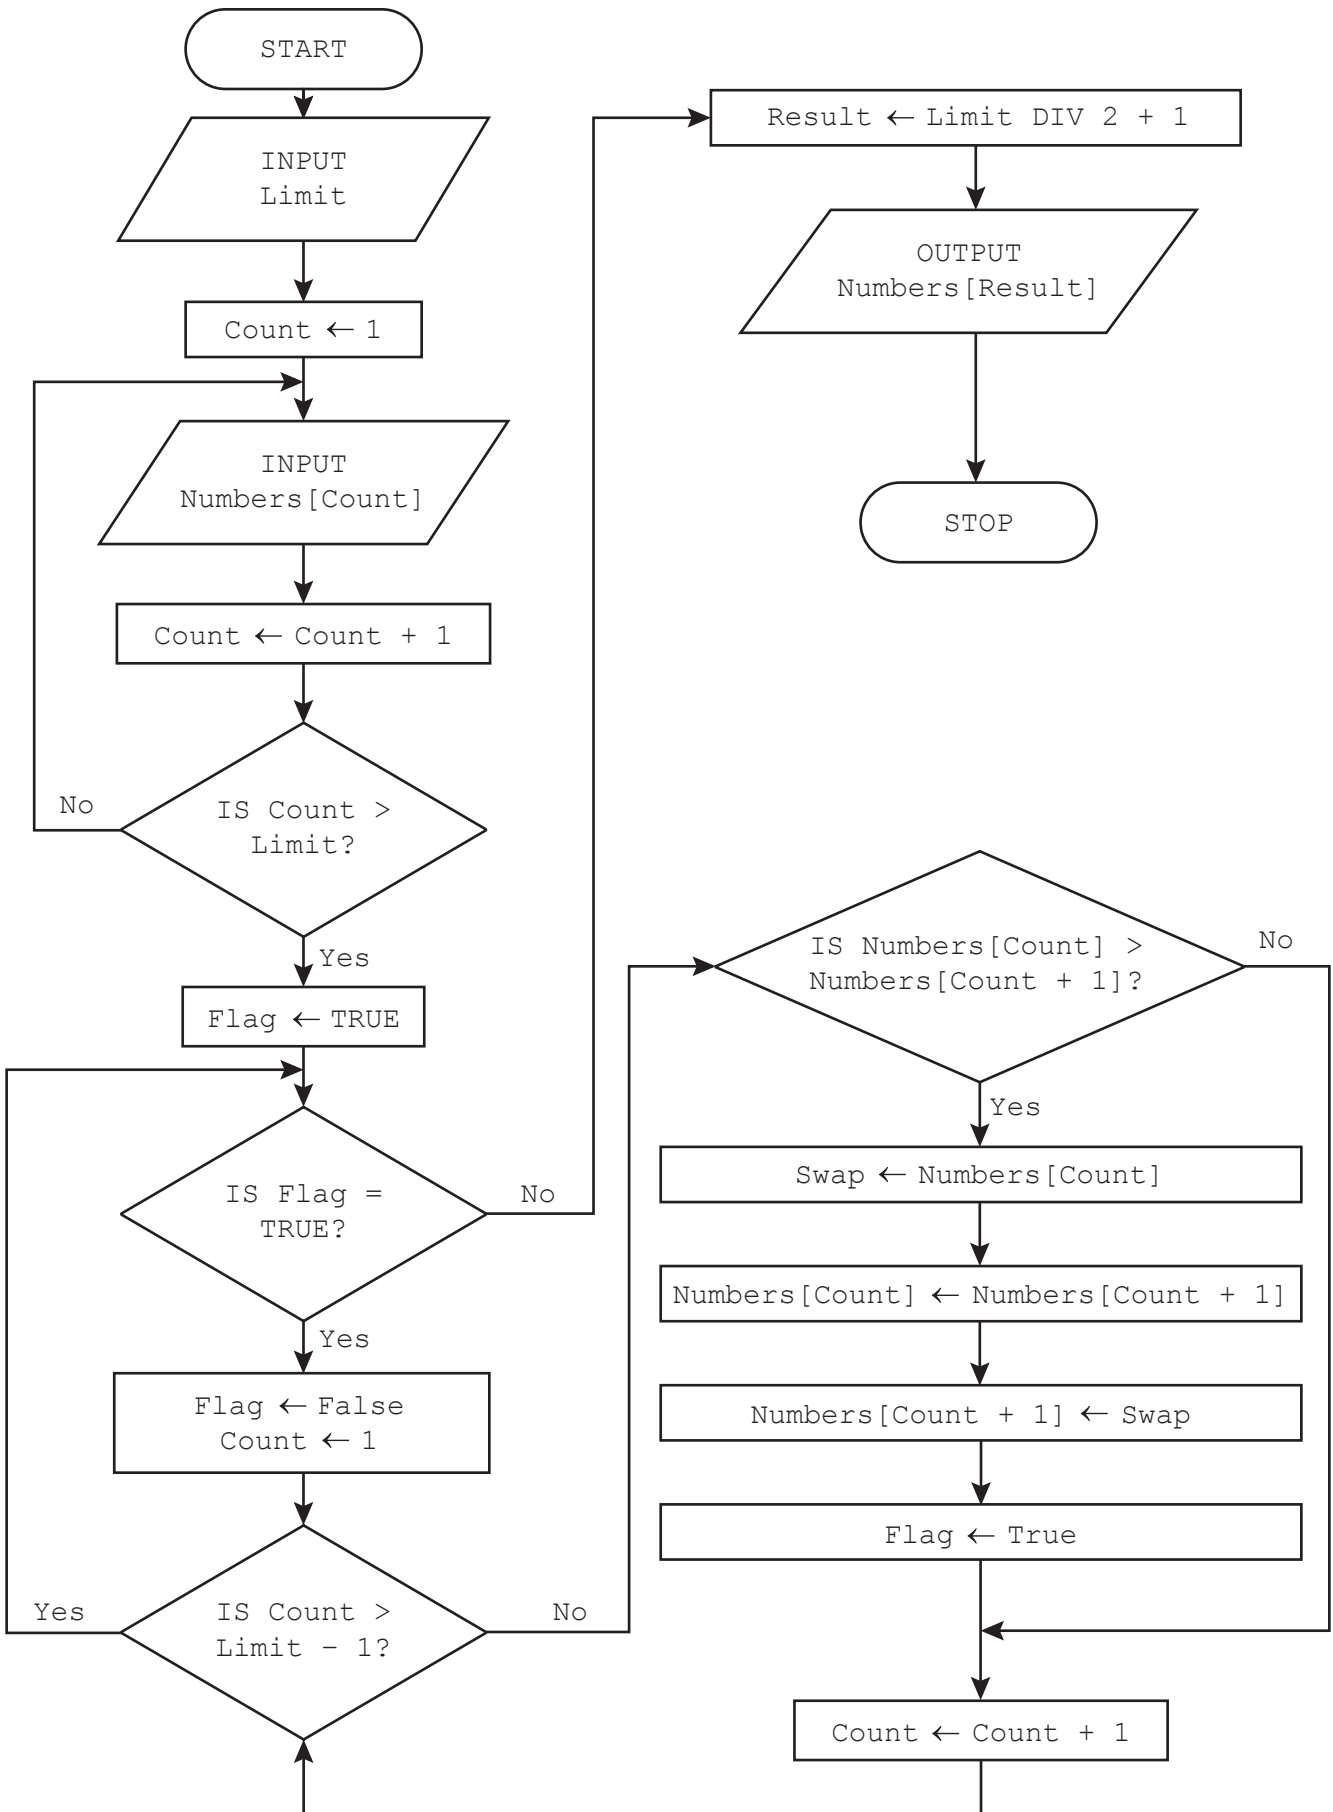 START
INPUT
Limit
Count ← 1
INPUT
Numbers[Count]
Count ← Count + 1
IS Count >
Limit?
No
Yes
Flag ← TRUE
IS Flag =
TRUE?
No
Yes
Flag ← False
Count ← 1
IS Count >
Limit – 1?
Yes
No
Result ← Limit DIV 2 + 1
OUTPUT
Numbers[Result]
STOP
IS Numbers[Count] >
Numbers[Count + 1]?
No
Yes
Swap ← Numbers[Count]
Numbers[Count] ← Numbers[Count + 1]
Numbers[Count + 1] ← Swap
Flag ← True
Count ← Count + 1